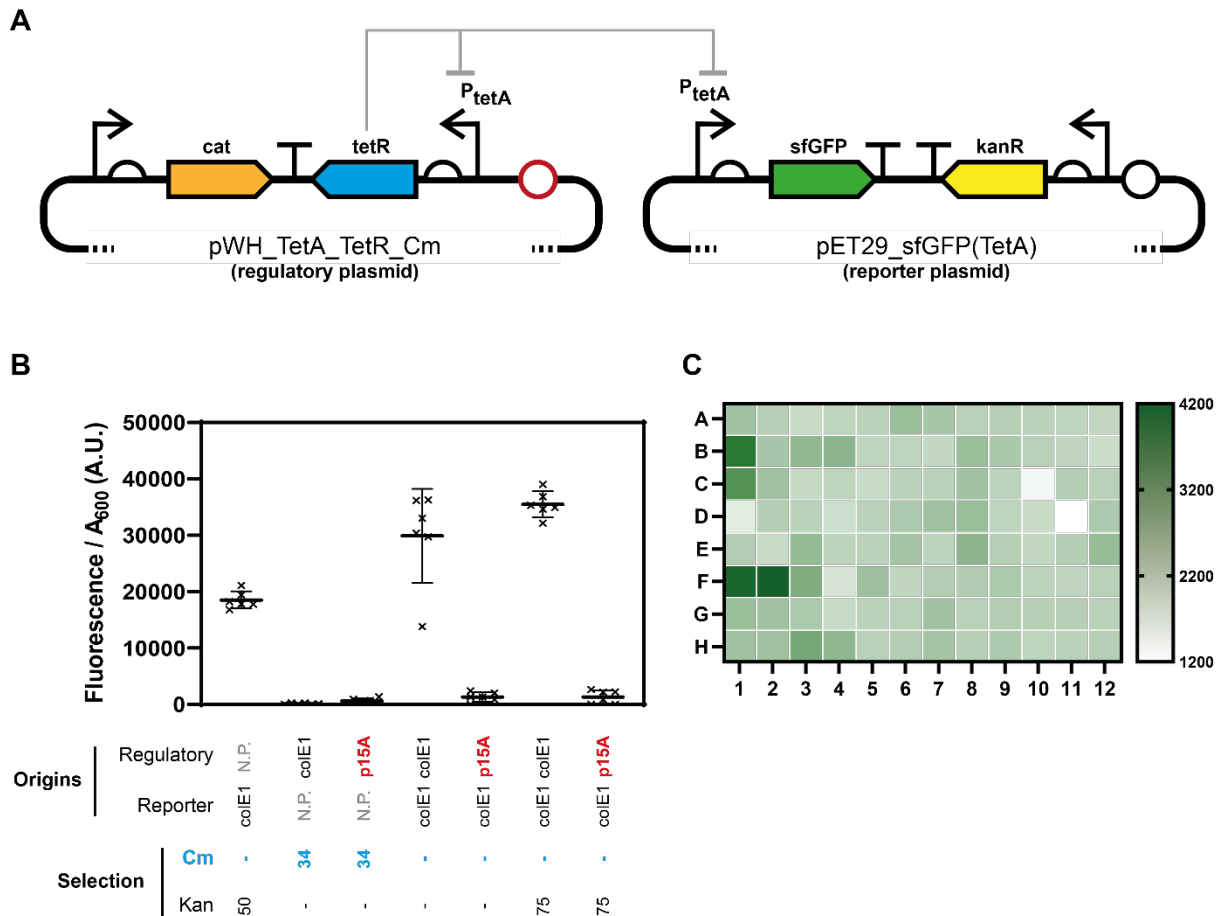 A
PtetA
PtetA
cat
tetR
sfGFP
kanR
pWH_TetA_TetR_Cm
(regulatory plasmid)
pET29_sfGFP(TetA)
(reporter plasmid)
B
Fluorescence / A600 (A.U.)
50000
40000
30000
20000
10000
0
Origins
Regulatory
N.P. colE1 p15A colE1 p15A colE1 p15A
Reporter
colE1 N.P. N.P. colE1 colE1 colE1 colE1
Selection
Cm
- 34 34 - - - -
Kan
50 - - - - 75 75
C
A
B
C
D
E
F
G
H
1 2 3 4 5 6 7 8 9 10 11 12
4200
3200
2200
1200